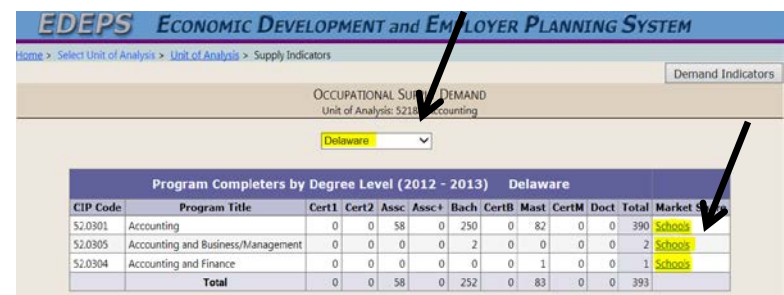 EDEPS ECONOMIC DEVELOPMENT and EMPLOYER PLANNING SYSTEM
Home > Select Unit of Analysis > Unit of Analysis > Supply Indicators
Demand Indicators
OCCUPATIONAL SUPPLY DEMAND
Unit of Analysis: 5218 Accounting
Delaware
Program Completers by Degree Level (2012 - 2013) Delaware
CIP Code Program Title Cert1 Cert2 Assc Assc+ Bach CertB Mast CertM Doct Total Market Share
52.0301 Accounting 0 0 58 0 250 0 82 0 0 390 Schools
52.0305 Accounting and Business/Management 0 0 0 0 2 0 0 0 0 2 Schools
52.0304 Accounting and Finance 0 0 0 0 0 0 1 0 0 1 Schools
Total 0 0 58 0 252 0 83 0 0 393